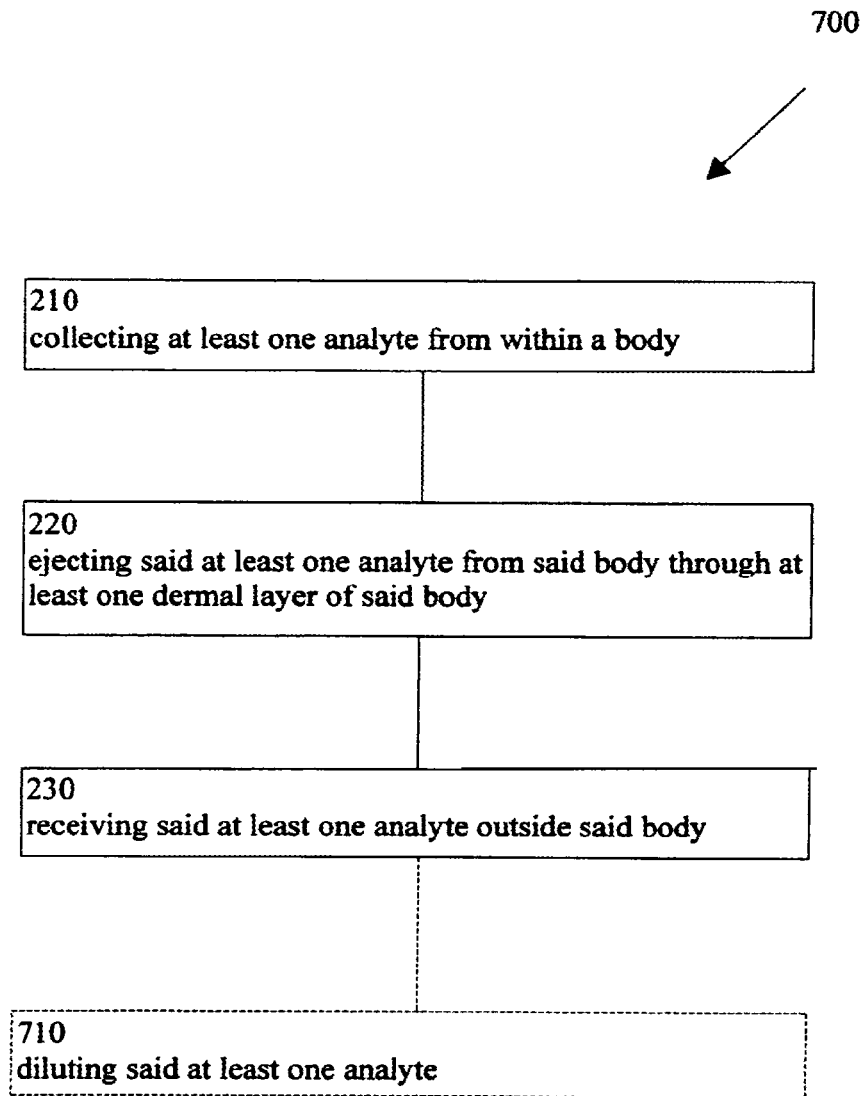 700
210
collecting at least one analyte from within a body
220
ejecting said at least one analyte from said body through at
least one dermal layer of said body
230
receiving said at least one analyte outside said body
710
diluting said at least one analyte